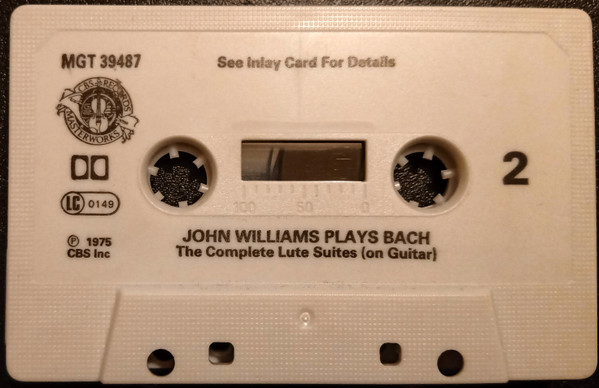 MGT 39487
See Inlay Card For Details
CBS RECORDS
MASTERWORKS
2
LC 0149
100 50 0
℗ 1975
CBS Inc
JOHN WILLIAMS PLAYS BACH
The Complete Lute Suites (on Guitar)